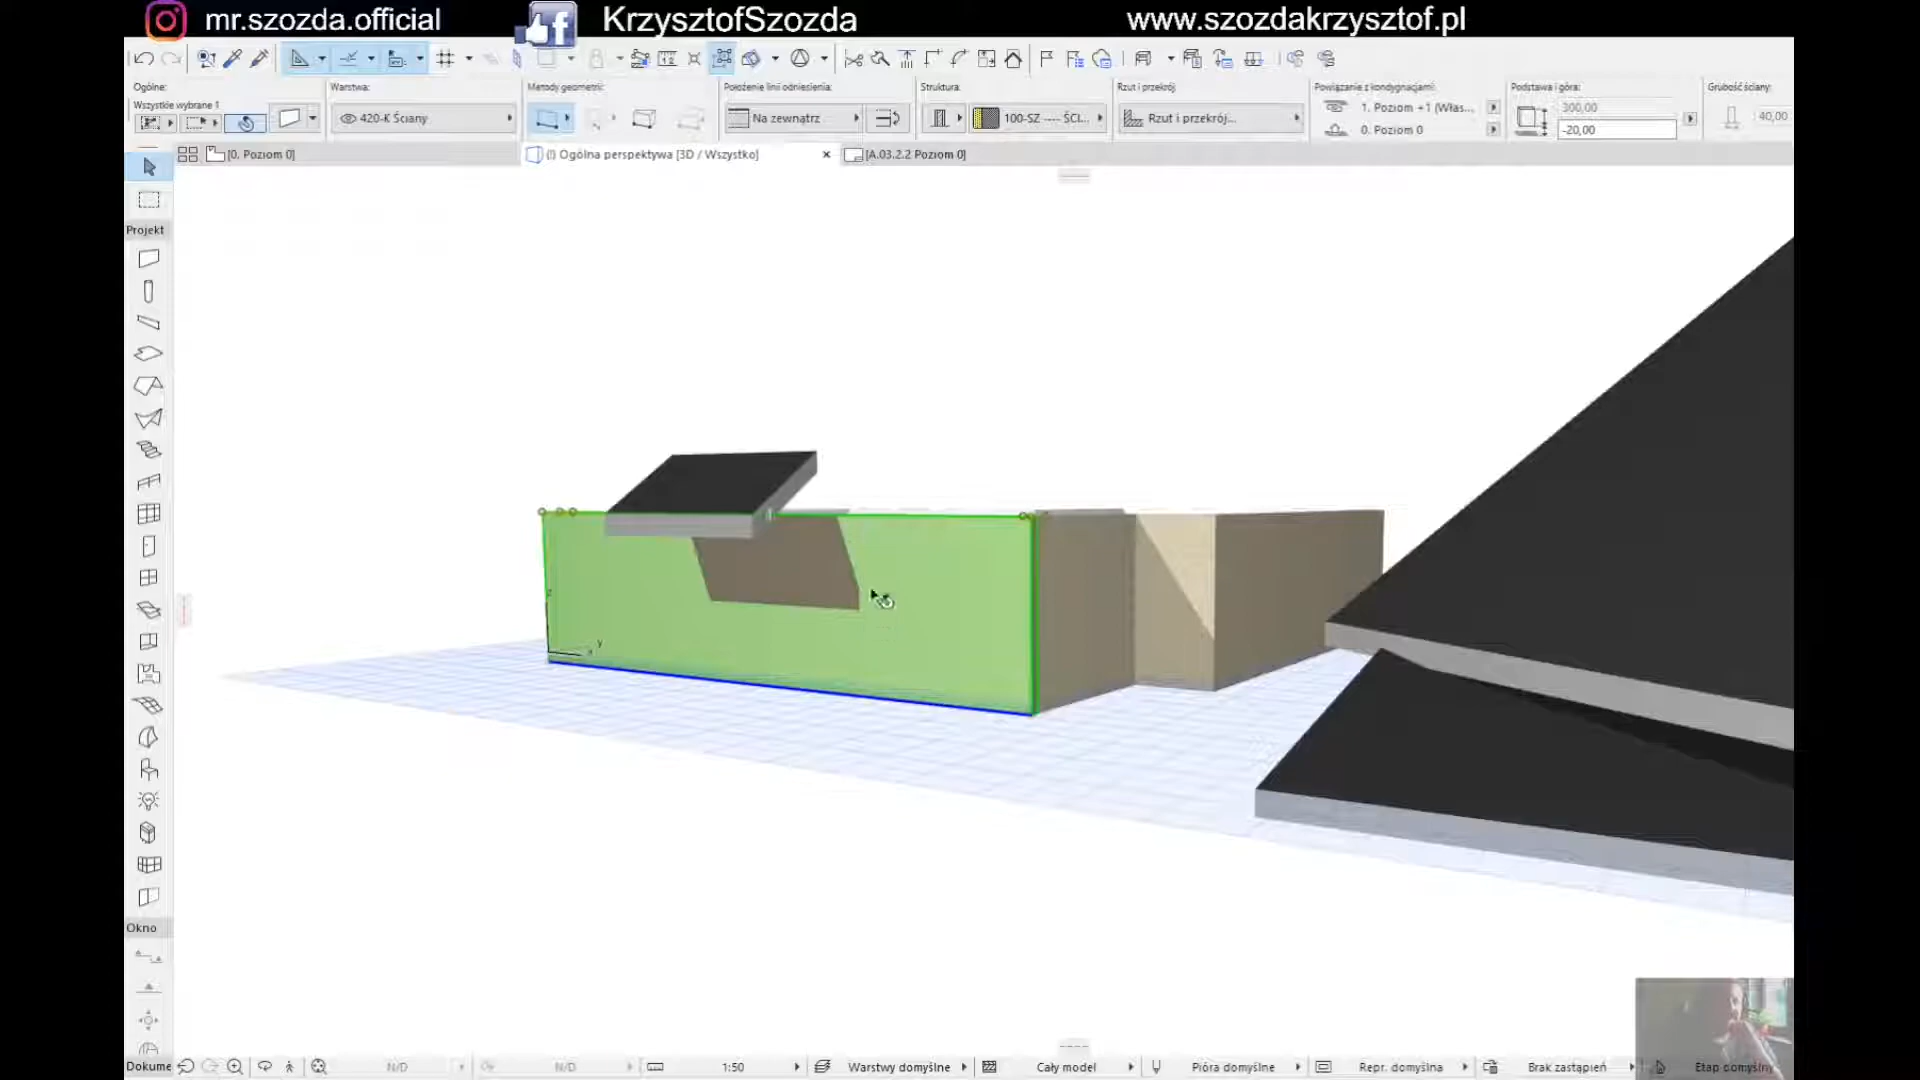 mr.szozda.official KrzysztofSzozda www.szozdakrzysztof.pl
Ogólne: Warstwa: Metody geometrii: Położenie linii odniesienia: Struktura: Rzut i przekrój: Powiązanie z kondygnacjami: Podstawa i góra: Grubość ściany:
Wszystkie wybrane 1
1. Poziom +1 (Włas... 300,00
420-K Ściany Na zewnątrz 100-SZ ---- ŚCI... Rzut i przekrój... 40,00
0. Poziom 0 -20,00
[0. Poziom 0] (!) Ogólna perspektywa [3D / Wszystko] [A.03.2.2 Poziom 0]
Projekt
z
y
x
Okno
Dokume N/D N/D 1:50 Warstwy domyślne Cały model Pióra domyślne Repr. domyślna Brak zastąpień Etap domyślny